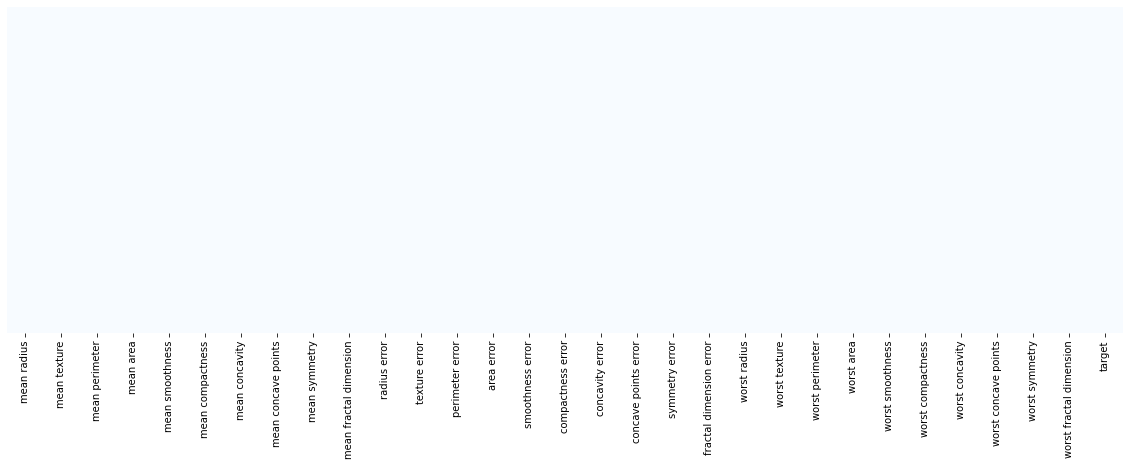 mean radius
mean texture
mean perimeter
mean area
mean smoothness
mean compactness
mean concavity
mean concave points
mean symmetry
mean fractal dimension
radius error
texture error
perimeter error
area error
smoothness error
compactness error
concavity error
concave points error
symmetry error
fractal dimension error
worst radius
worst texture
worst perimeter
worst area
worst smoothness
worst compactness
worst concavity
worst concave points
worst symmetry
worst fractal dimension
target